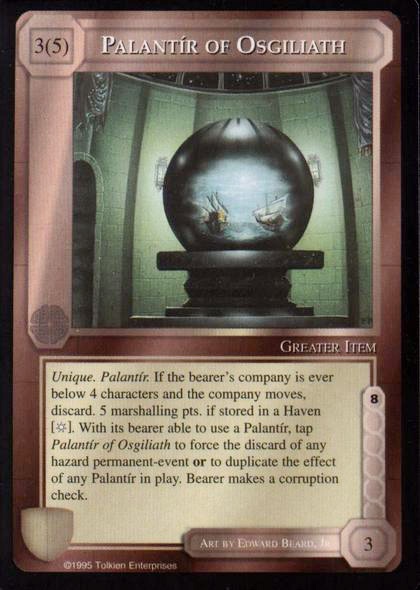 3(5)
PALANTÍR OF OSGILIATH
GREATER ITEM
Unique. Palantír. If the bearer's company is ever
below 4 characters and the company moves,
discard. 5 marshalling pts. if stored in a Haven
[ ]. With its bearer able to use a Palantír, tap
Palantír of Osgiliath to force the discard of any
hazard permanent-event or to duplicate the effect
of any Palantír in play. Bearer makes a corruption
check.
8
ART BY EDWARD BEARD, JR.
3
©1995 Tolkien Enterprises